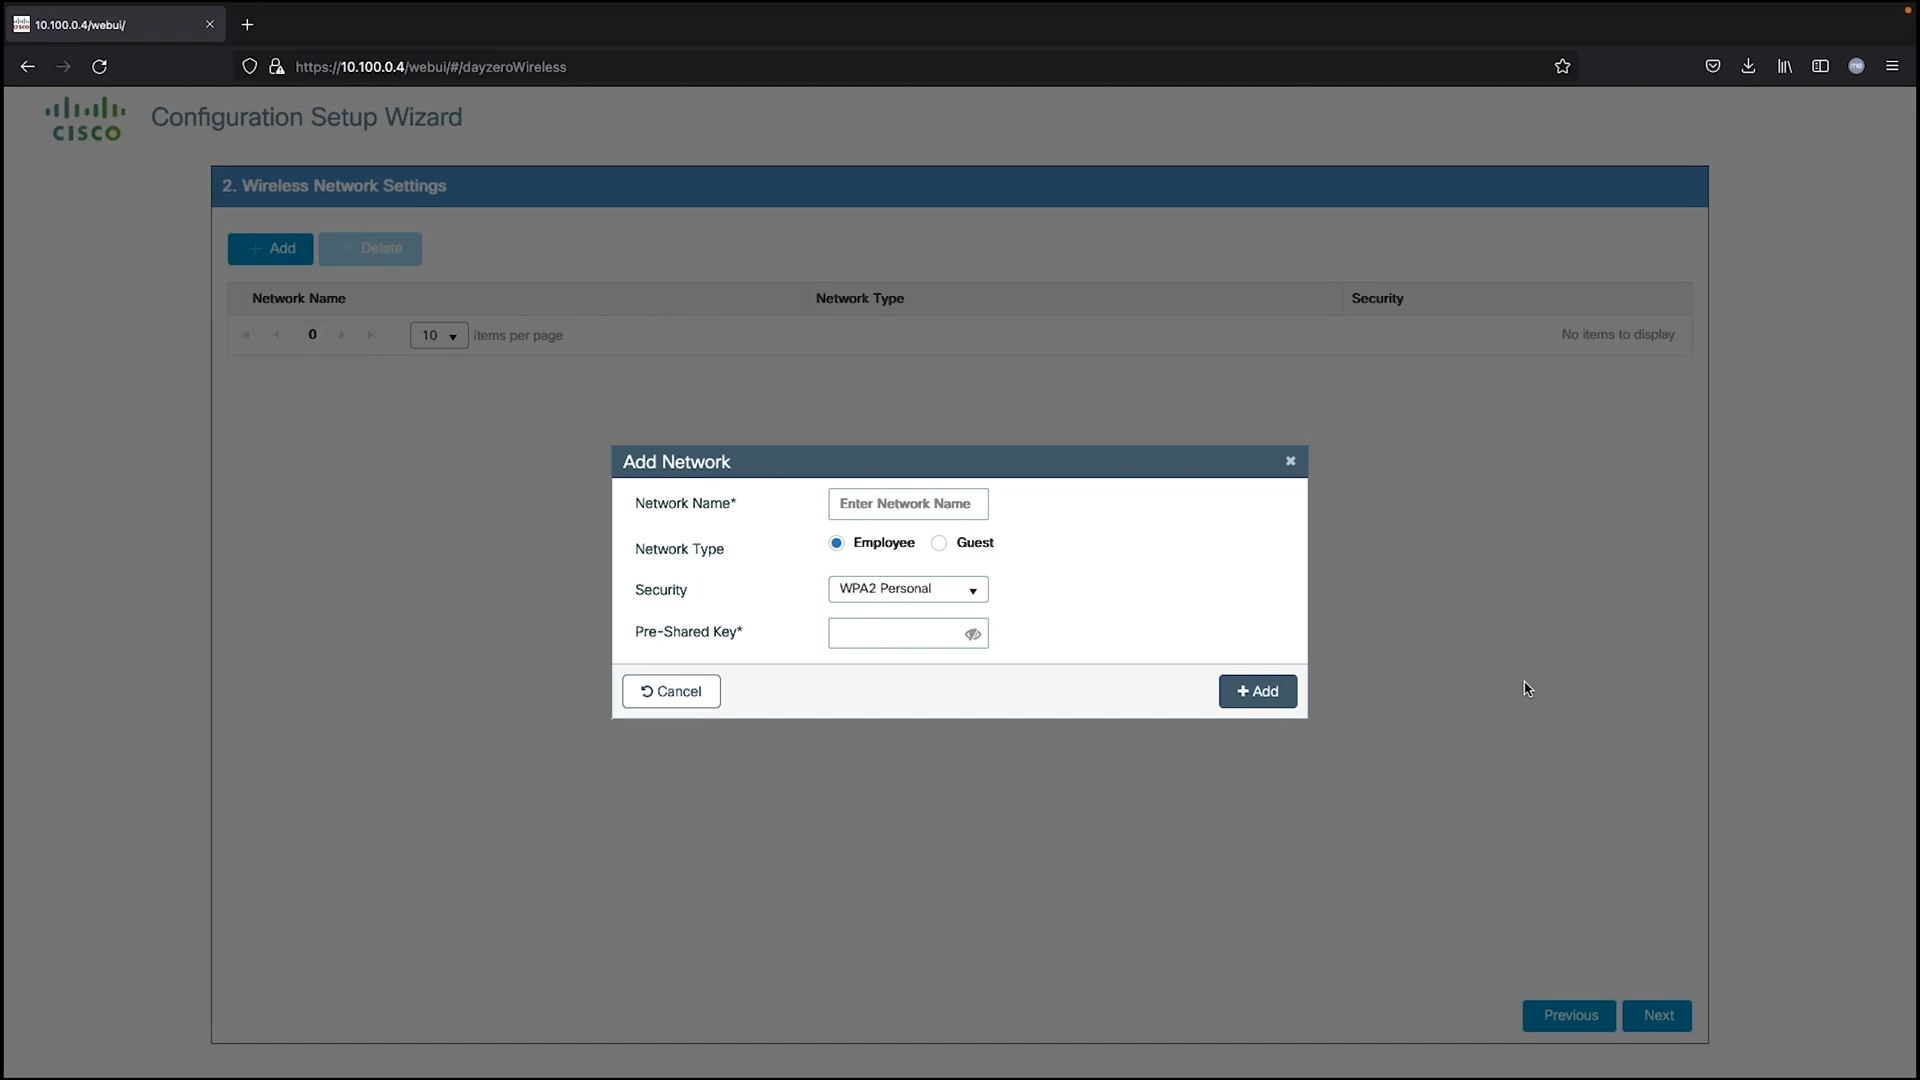 10.100.0.4/webui/
https://10.100.0.4/webui/#/dayzeroWireless
CISCO
Configuration Setup Wizard
2. Wireless Network Settings
Add
Delete
Network Name
Network Type
Security
0
10
items per page
No items to display
Add Network
Network Name*
Enter Network Name
Network Type
Employee
Guest
Security
WPA2 Personal
Pre-Shared Key*
Cancel
Add
Previous
Next